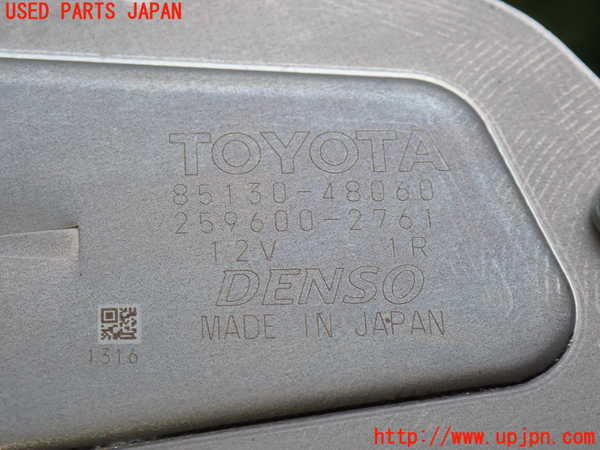 USED PARTS JAPAN
TOYOTA
85130-48060
259600-2761
12V 1R
DENSO
MADE IN JAPAN
1316
http://www.upjpn.com